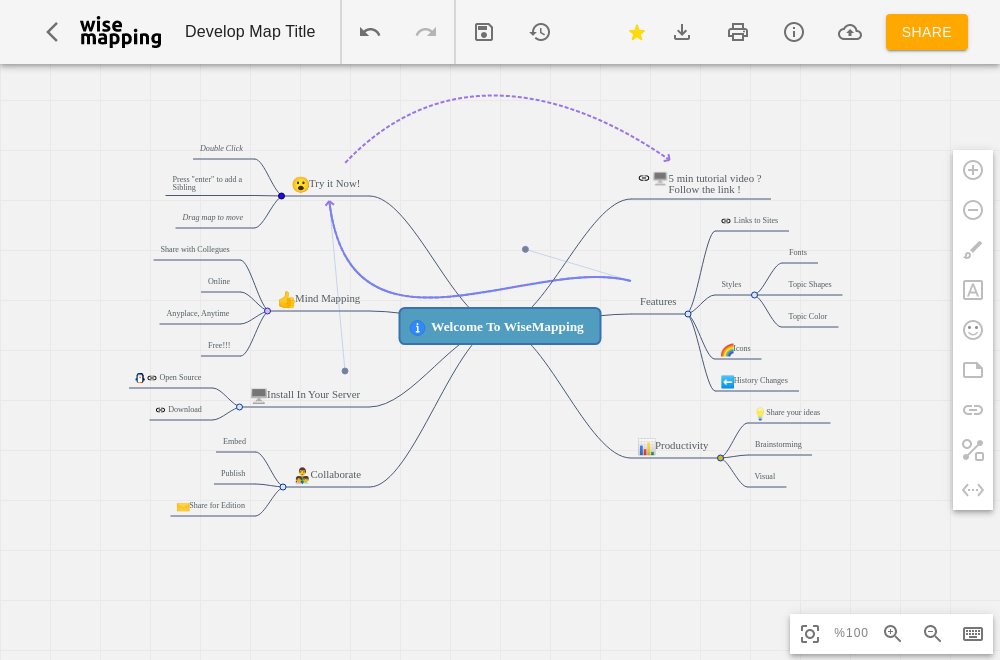 wise
mapping
Develop Map Title
SHARE
Double Click
Press "enter" to add a
Sibling
Drag map to move
Try it Now!
5 min tutorial video ?
Follow the link !
Share with Collegues
Online
Anyplace, Anytime
Free!!!
Mind Mapping
Links to Sites
Fonts
Styles
Topic Shapes
Topic Color
Features
Icons
History Changes
Welcome To WiseMapping
Open Source
Download
Install In Your Server
Embed
Publish
Share for Edition
Collaborate
Productivity
Share your ideas
Brainstorming
Visual
%100